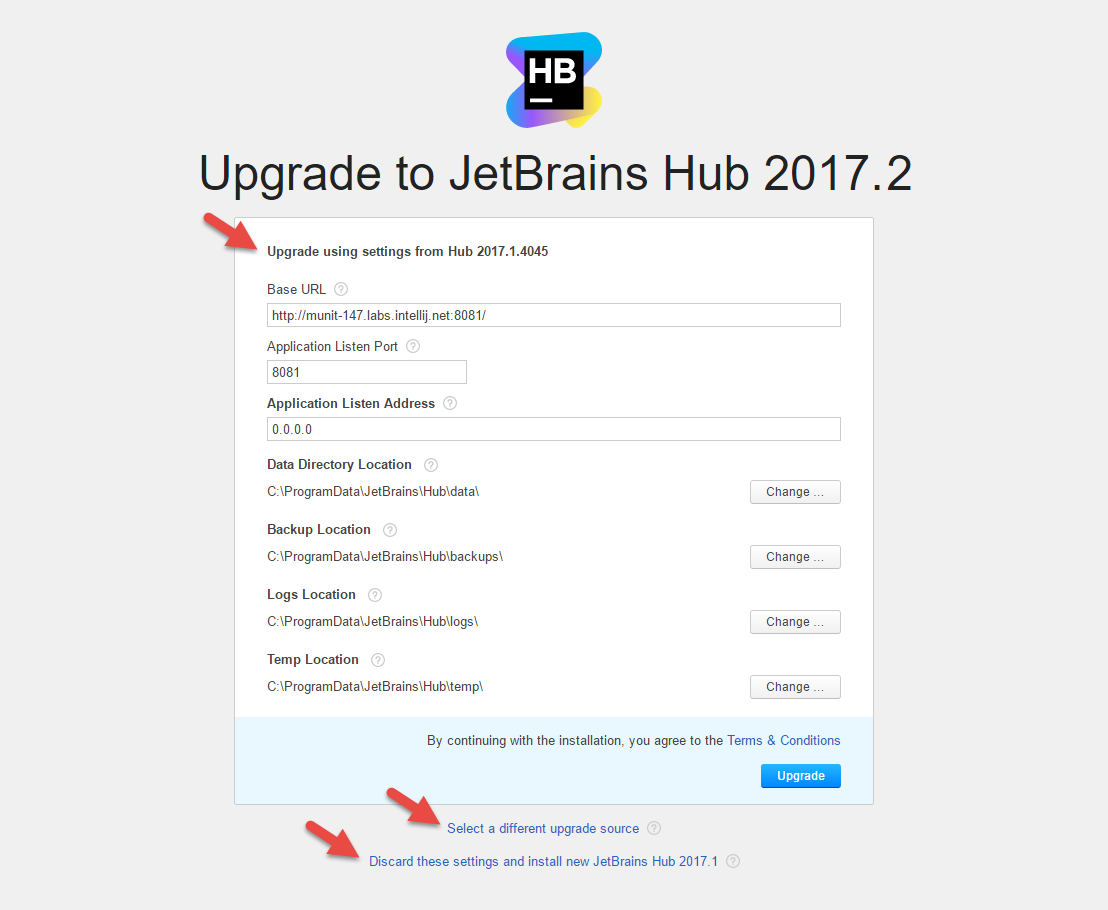 HB
Upgrade to JetBrains Hub 2017.2
Upgrade using settings from Hub 2017.1.4045
Base URL ?
http://munit-147.labs.intellij.net:8081/
Application Listen Port ?
8081
Application Listen Address ?
0.0.0.0
Data Directory Location ?
C:\ProgramData\JetBrains\Hub\data\ Change ...
Backup Location ?
C:\ProgramData\JetBrains\Hub\backups\ Change ...
Logs Location ?
C:\ProgramData\JetBrains\Hub\logs\ Change ...
Temp Location ?
C:\ProgramData\JetBrains\Hub\temp\ Change ...
By continuing with the installation, you agree to the Terms & Conditions
Upgrade
Select a different upgrade source ?
Discard these settings and install new JetBrains Hub 2017.1 ?